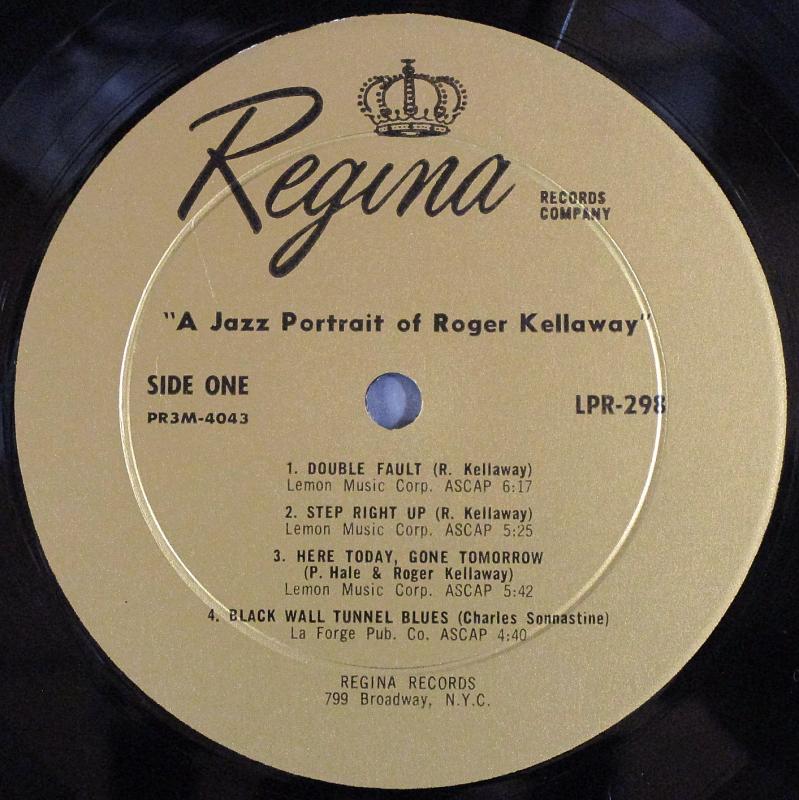 Regina
RECORDS
COMPANY
"A Jazz Portrait of Roger Kellaway"
SIDE ONE
PR3M-4043
LPR-298
1. DOUBLE FAULT (R. Kellaway)
Lemon Music Corp. ASCAP 6:17
2. STEP RIGHT UP (R. Kellaway)
Lemon Music Corp. ASCAP 5:25
3. HERE TODAY, GONE TOMORROW
(P. Hale & Roger Kellaway)
Lemon Music Corp. ASCAP 5:42
4. BLACK WALL TUNNEL BLUES (Charles Sonnastine)
La Forge Pub. Co. ASCAP 4:40
REGINA RECORDS
799 Broadway, N.Y.C.